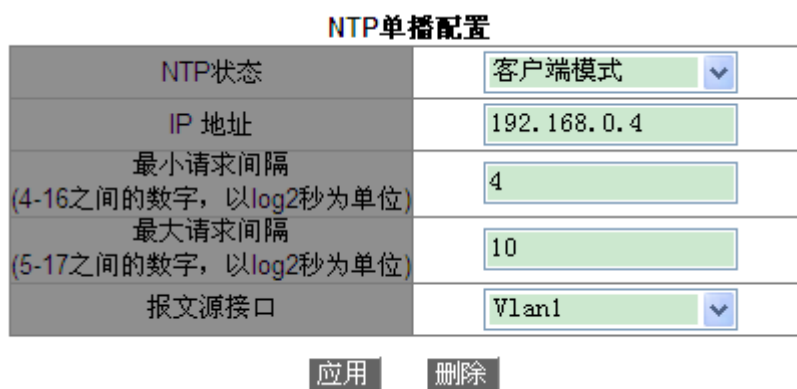 NTP单播配置
NTP状态 客户端模式
IP 地址 192.168.0.4
最小请求间隔
(4-16之间的数字，以log2秒为单位) 4
最大请求间隔
(5-17之间的数字，以log2秒为单位) 10
报文源接口 Vlan1
应用 删除